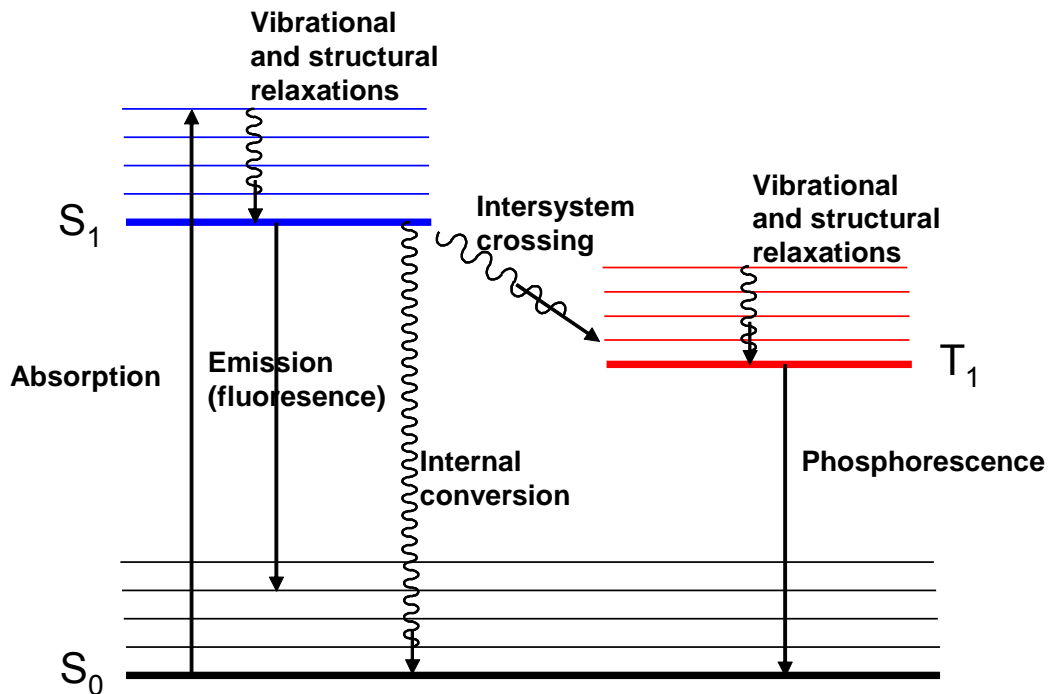 Vibrational
and structural
relaxations
S₁
Intersystem
crossing
Vibrational
and structural
relaxations
T₁
Absorption
Emission
(fluoresence)
Internal
conversion
Phosphorescence
S₀